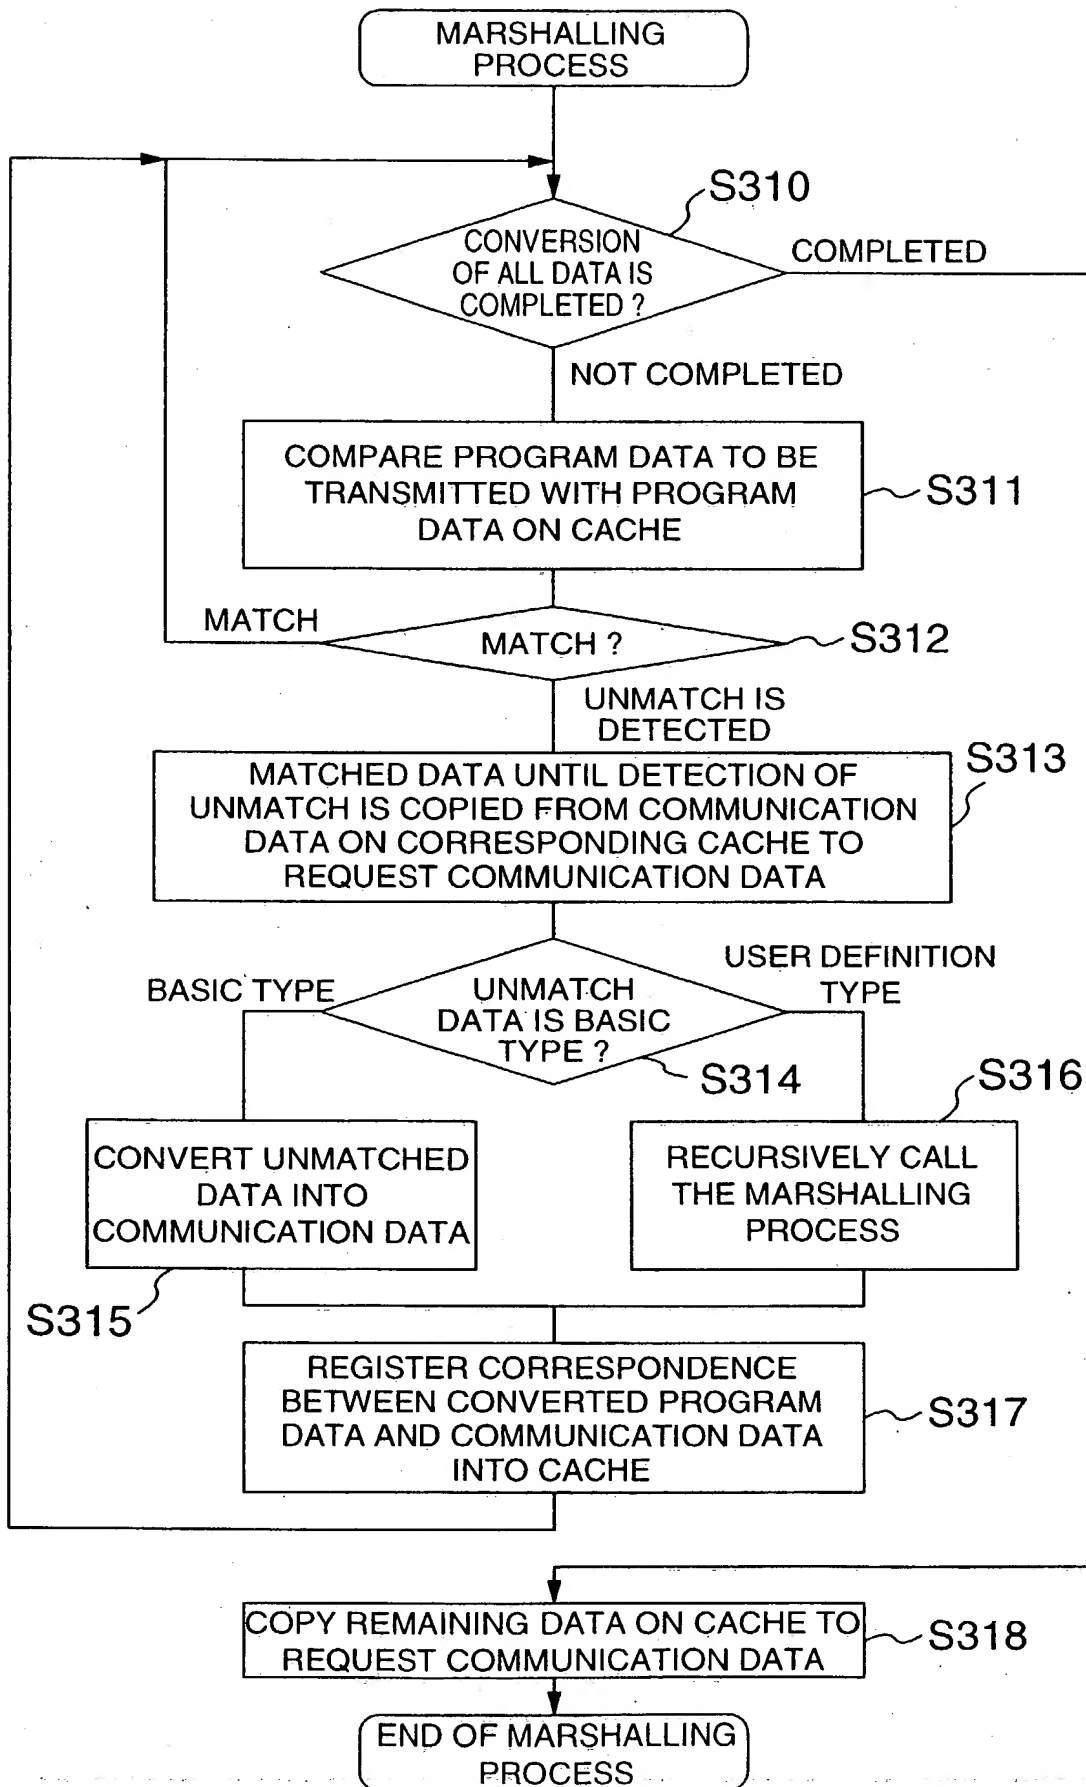 MARSHALLING
PROCESS
S310
CONVERSION
OF ALL DATA IS
COMPLETED ?
COMPLETED
NOT COMPLETED
COMPARE PROGRAM DATA TO BE
TRANSMITTED WITH PROGRAM
DATA ON CACHE
S311
MATCH
MATCH ?
S312
UNMATCH IS
DETECTED
S313
MATCHED DATA UNTIL DETECTION OF
UNMATCH IS COPIED FROM COMMUNICATION
DATA ON CORRESPONDING CACHE TO
REQUEST COMMUNICATION DATA
BASIC TYPE
UNMATCH
DATA IS BASIC
TYPE ?
USER DEFINITION
TYPE
S314
S316
CONVERT UNMATCHED
DATA INTO
COMMUNICATION DATA
RECURSIVELY CALL
THE MARSHALLING
PROCESS
S315
REGISTER CORRESPONDENCE
BETWEEN CONVERTED PROGRAM
DATA AND COMMUNICATION DATA
INTO CACHE
S317
COPY REMAINING DATA ON CACHE TO
REQUEST COMMUNICATION DATA
S318
END OF MARSHALLING
PROCESS